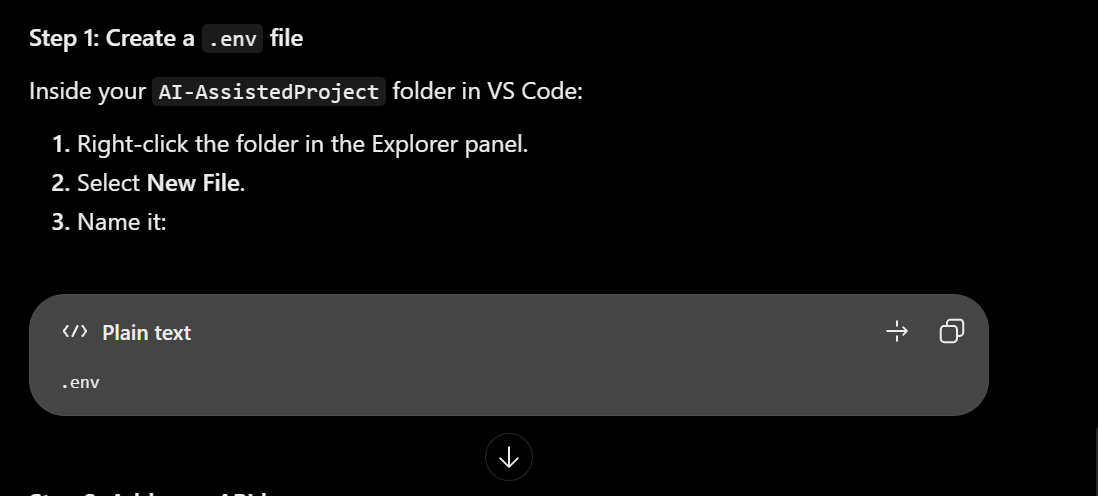 Step 1: Create a .env file
Inside your AI-AssistedProject folder in VS Code:
1. Right-click the folder in the Explorer panel.
2. Select New File.
3. Name it:
</> Plain text
.env